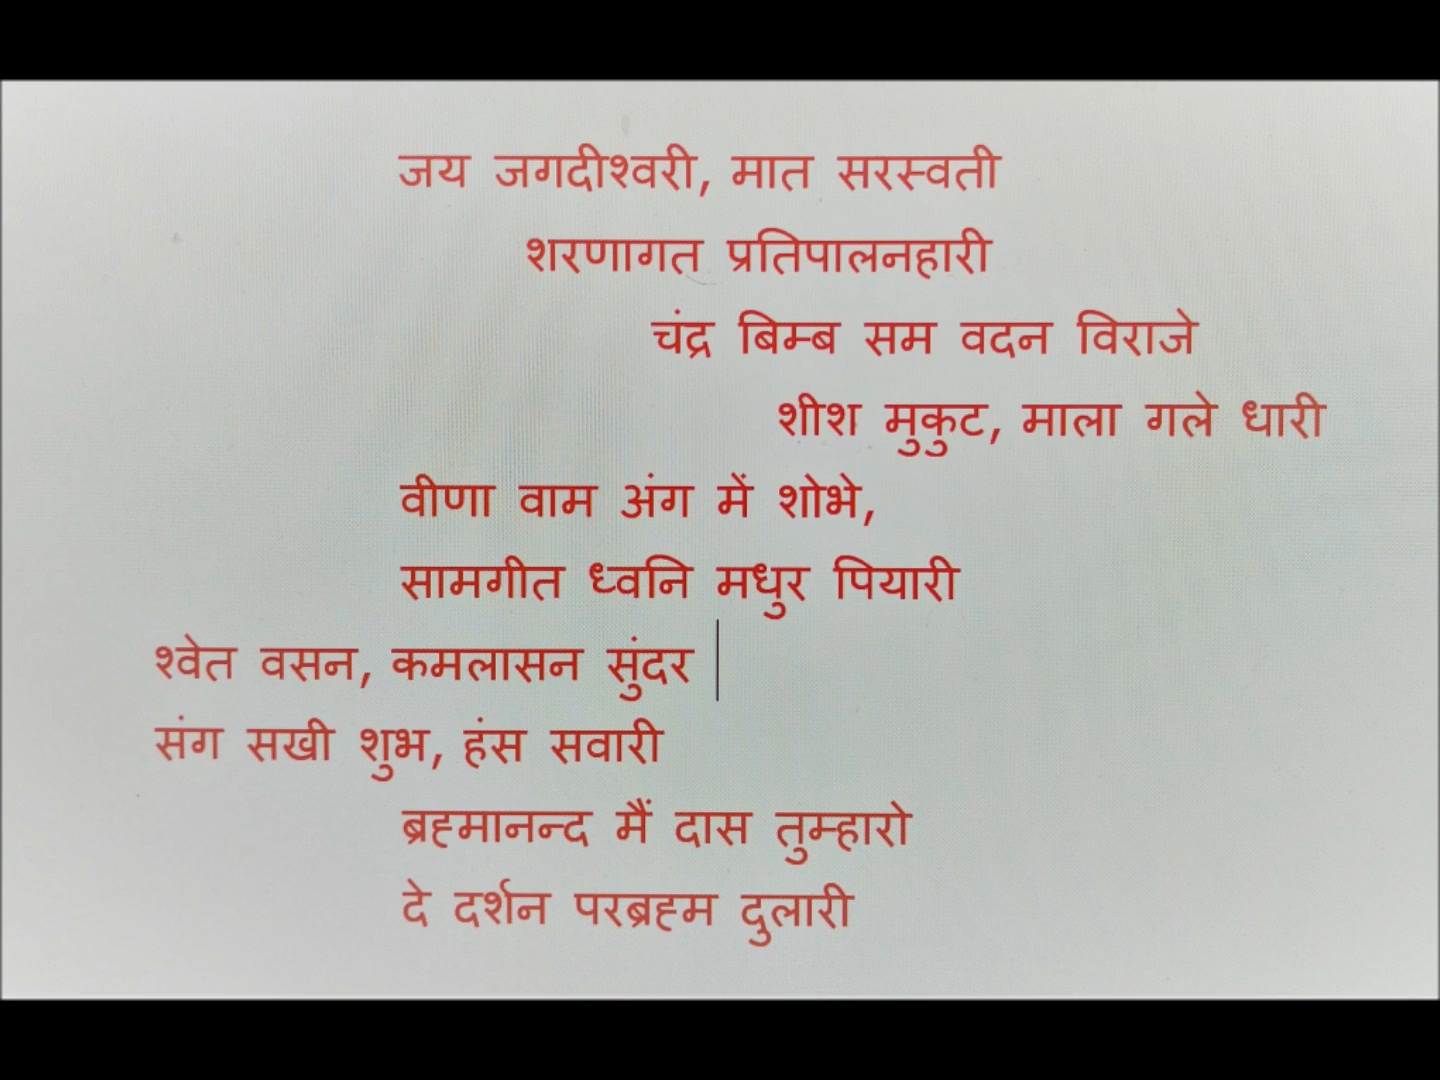 जय जगदीश्वरी, मात सरस्वती
शरणागत प्रतिपालनहारी
चंद्र बिम्ब सम वदन विराजे
शीश मुकुट, माला गले धारी
वीणा वाम अंग में शोभे,
सामगीत ध्वनि मधुर पियारी
श्वेत वसन, कमलासन सुंदर
संग सखी शुभ, हंस सवारी
ब्रह्मानन्द मैं दास तुम्हारो
दे दर्शन परब्रह्म दुलारी